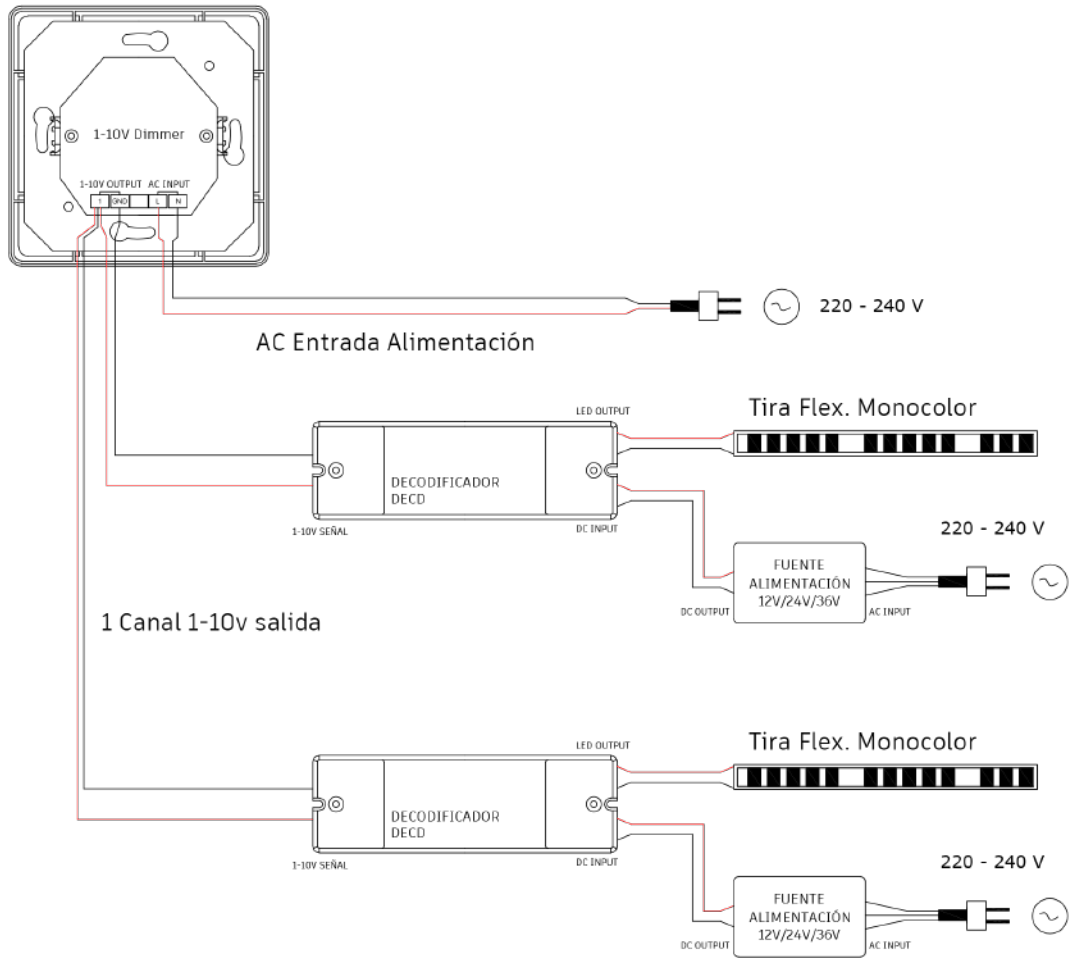 1-10V Dimmer
1-10V OUTPUT AC INPUT
1 GND L N
220 - 240 V
AC Entrada Alimentación
LED OUTPUT
Tira Flex. Monocolor
DECODIFICADOR
DECD
1-10V SEÑAL
DC INPUT
220 - 240 V
FUENTE
ALIMENTACIÓN
12V/24V/36V
DC OUTPUT
AC INPUT
1 Canal 1-10v salida
LED OUTPUT
Tira Flex. Monocolor
DECODIFICADOR
DECD
1-10V SEÑAL
DC INPUT
220 - 240 V
FUENTE
ALIMENTACIÓN
12V/24V/36V
DC OUTPUT
AC INPUT